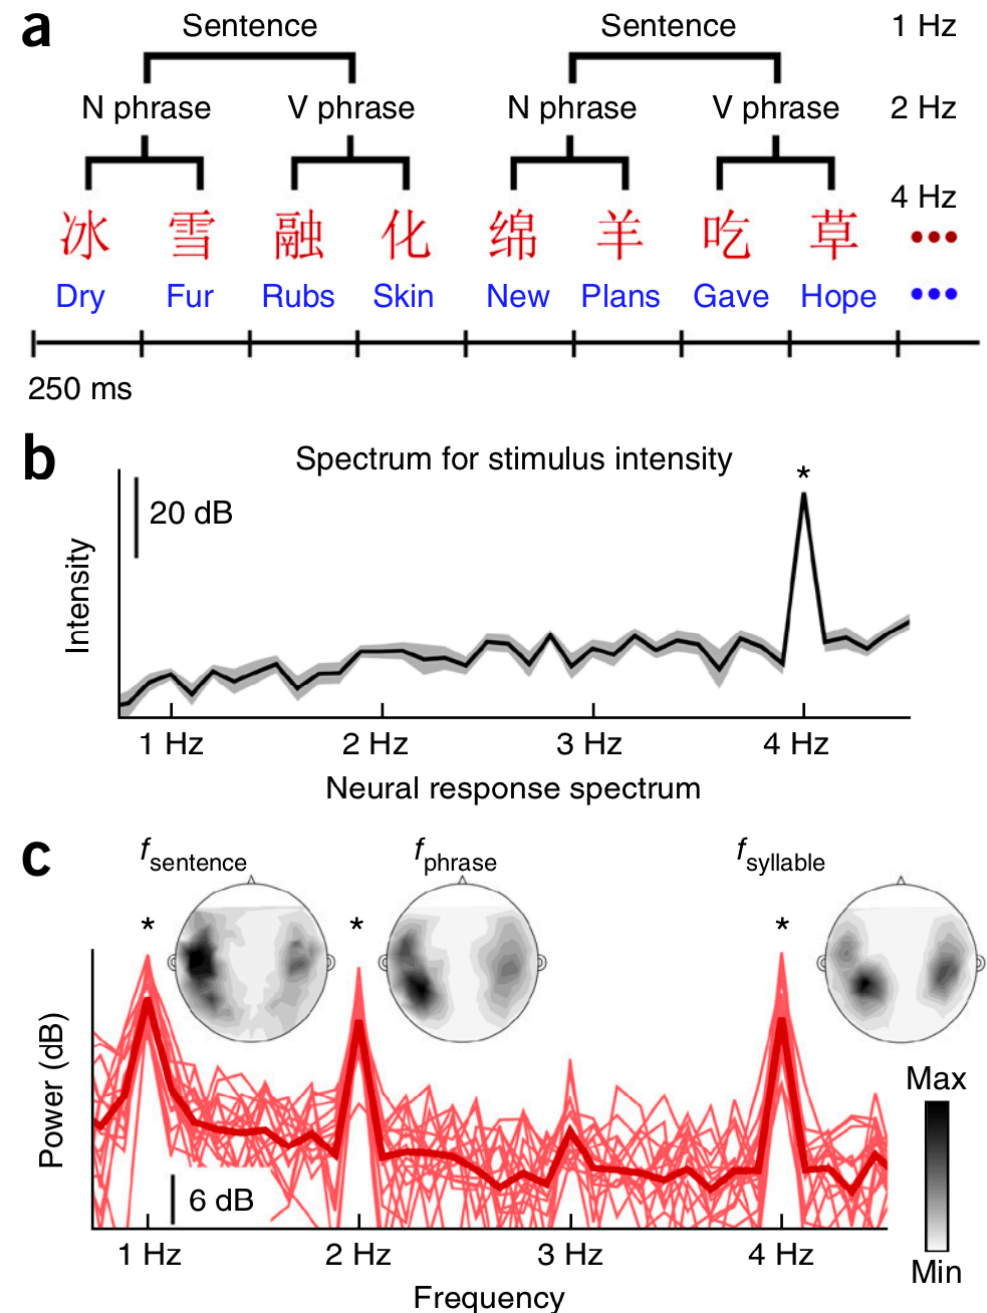 a
Sentence Sentence 1 Hz
N phrase V phrase N phrase V phrase 2 Hz
4 Hz
冰 雪 融 化 绵 羊 吃 草 •••
Dry Fur Rubs Skin New Plans Gave Hope •••
250 ms
b
Spectrum for stimulus intensity
*
20 dB
Intensity
1 Hz 2 Hz 3 Hz 4 Hz
Neural response spectrum
c
fsentence fphrase fsyllable
* * *
Power (dB)
Max
6 dB
1 Hz 2 Hz 3 Hz 4 Hz
Min
Frequency